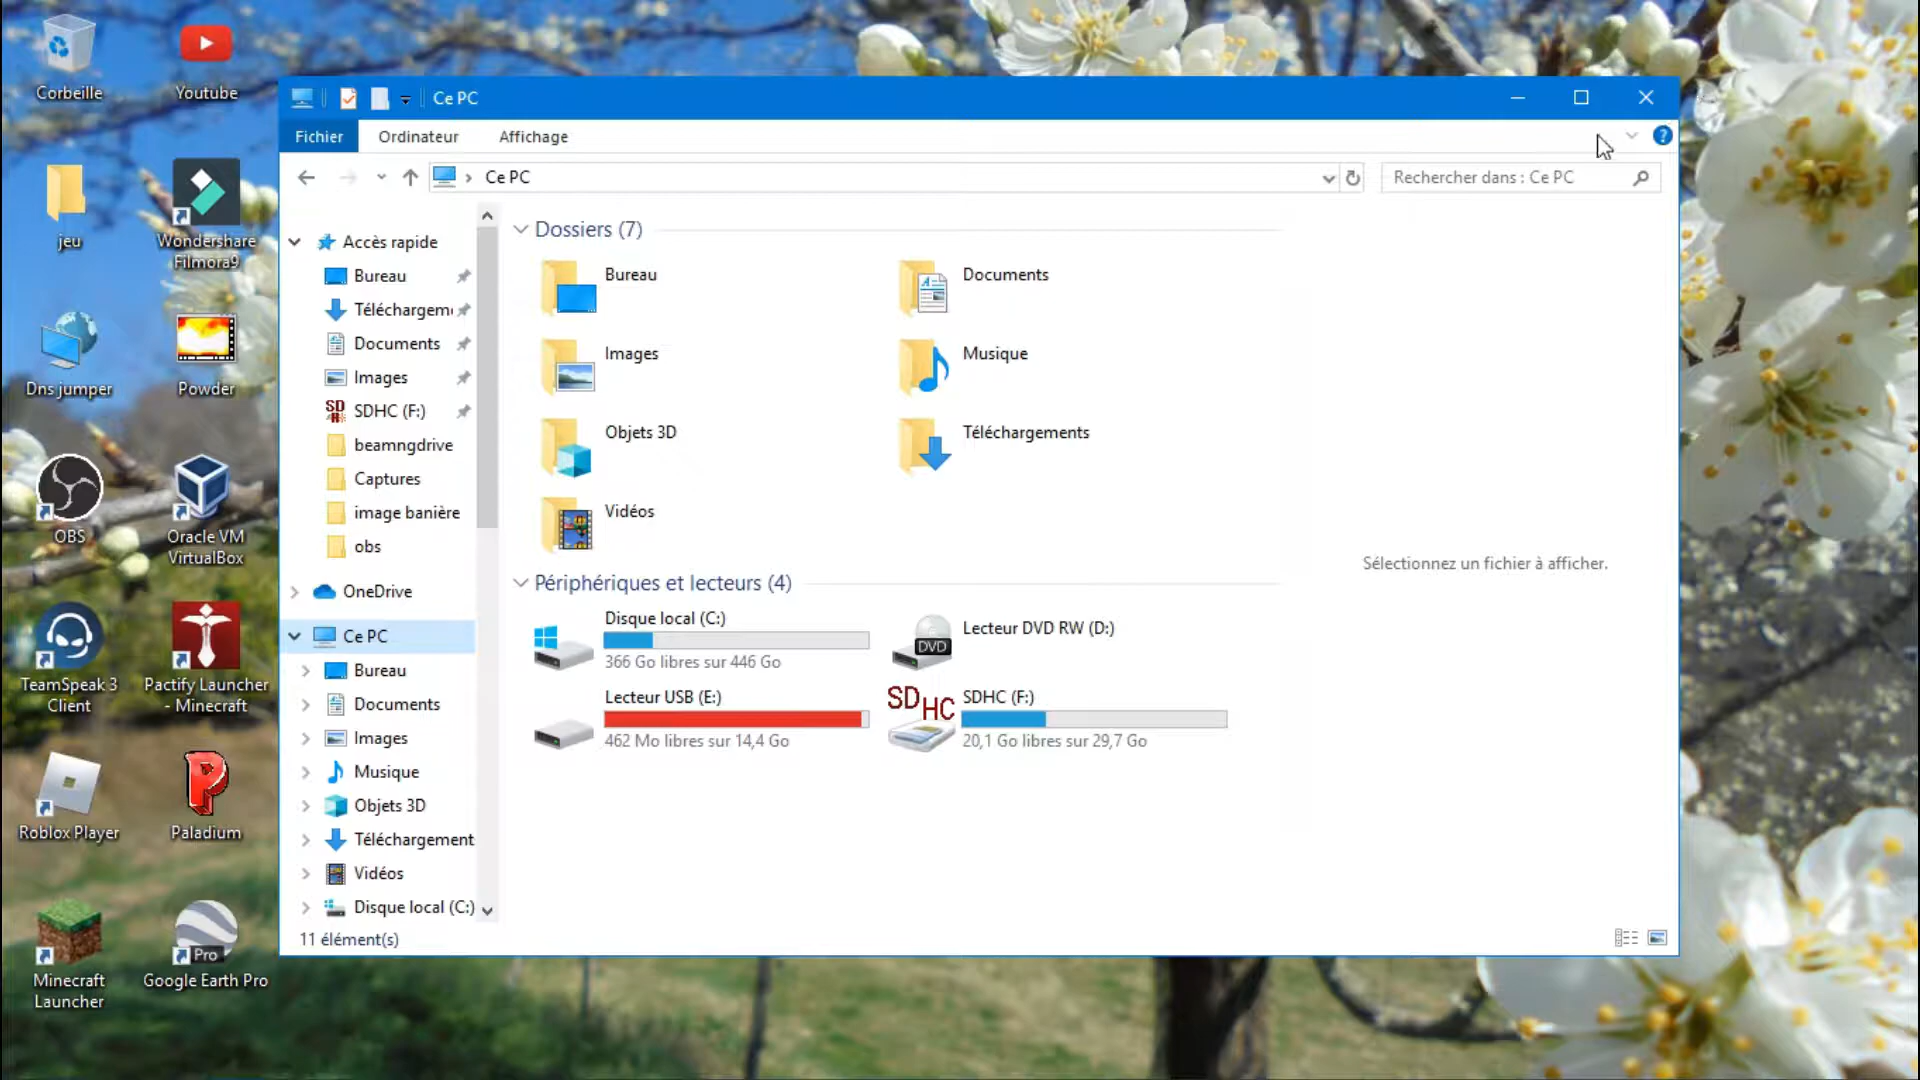 Corbeille
Youtube
jeu
Wondershare
Filmora9
Dns jumper
Powder
OBS
Oracle VM
VirtualBox
TeamSpeak 3
Client
Pactify Launcher
- Minecraft
Roblox Player
Paladium
Minecraft
Launcher
Pro
Google Earth Pro
Ce PC
Fichier
Ordinateur
Affichage
?
Ce PC
Rechercher dans : Ce PC
Accès rapide
Bureau
Téléchargem
Documents
Images
SD
SDHC (F:)
beamngdrive
Captures
image banière
obs
OneDrive
Ce PC
Bureau
Documents
Images
Musique
Objets 3D
Téléchargement
Vidéos
Disque local (C:)
11 élément(s)
Dossiers (7)
Bureau
Documents
Images
Musique
Objets 3D
Téléchargements
Vidéos
Périphériques et lecteurs (4)
Disque local (C:)
366 Go libres sur 446 Go
DVD
Lecteur DVD RW (D:)
Lecteur USB (E:)
462 Mo libres sur 14,4 Go
SDHC
SDHC (F:)
20,1 Go libres sur 29,7 Go
Sélectionnez un fichier à afficher.